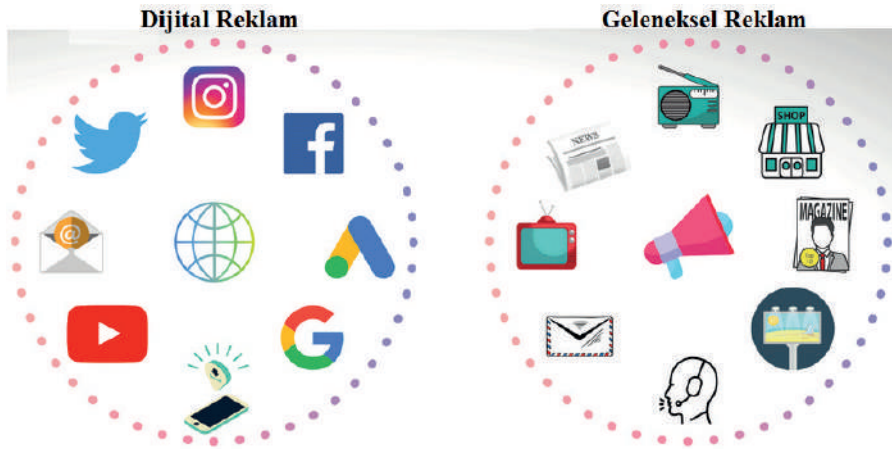 Dijital Reklam
Geleneksel Reklam
SHOP
NEWS
MAGAZINE